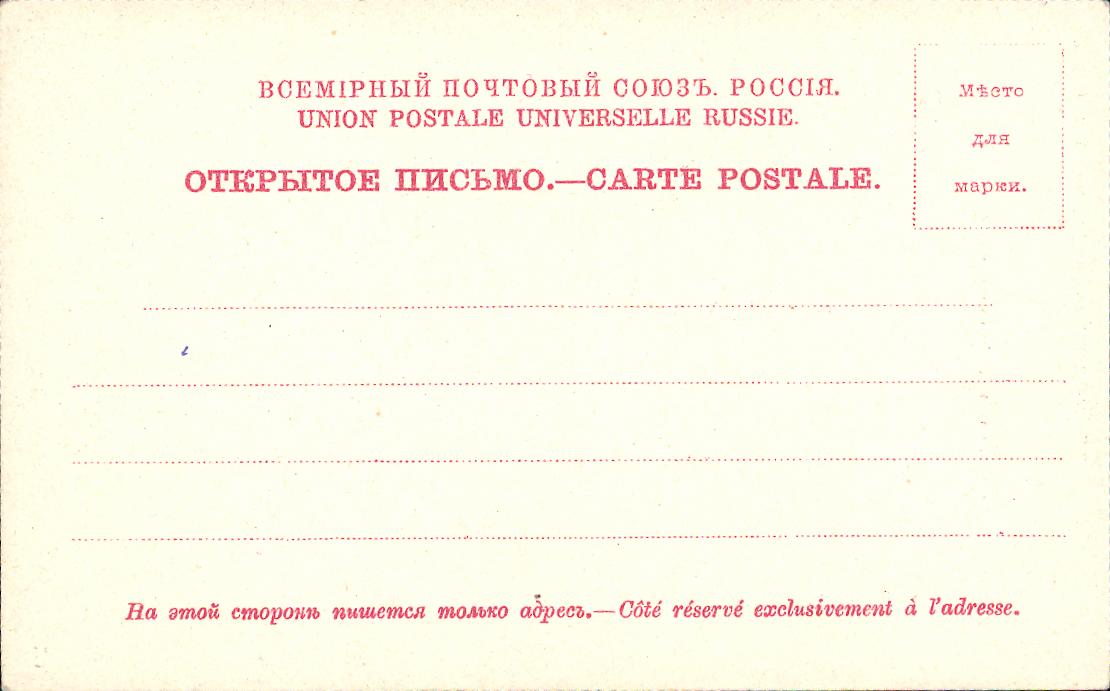 ВСЕМІРНЫЙ ПОЧТОВЫЙ СОЮЗЪ. РОССІЯ.
UNION POSTALE UNIVERSELLE RUSSIE.
ОТКРЫТОЕ ПИСЬМО.—CARTE POSTALE.
Мѣсто
для
марки.
На этой сторонѣ пишется только адресъ.—Côté réservé exclusivement à l'adresse.